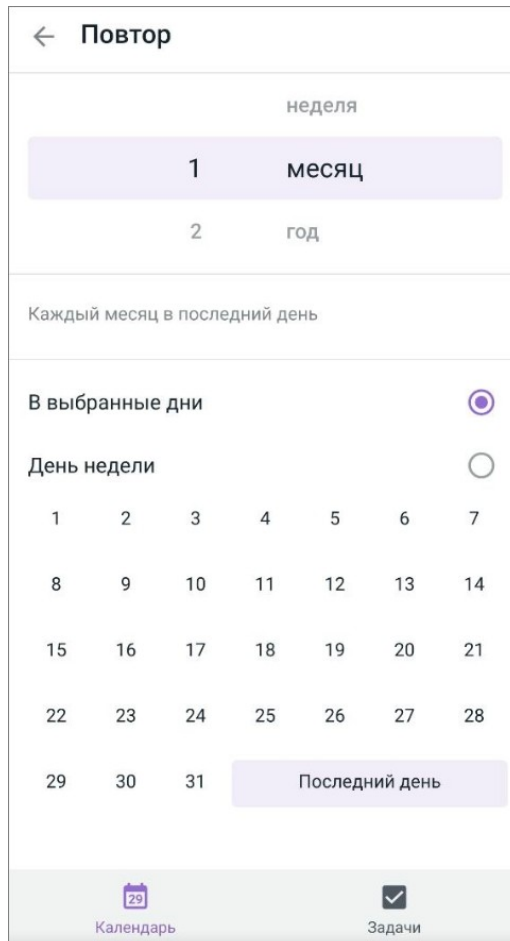 Повтор
неделя
1 месяц
2 год
Каждый месяц в последний день
В выбранные дни
День недели
1 2 3 4 5 6 7
8 9 10 11 12 13 14
15 16 17 18 19 20 21
22 23 24 25 26 27 28
29 30 31 Последний день
29
Календарь Задачи